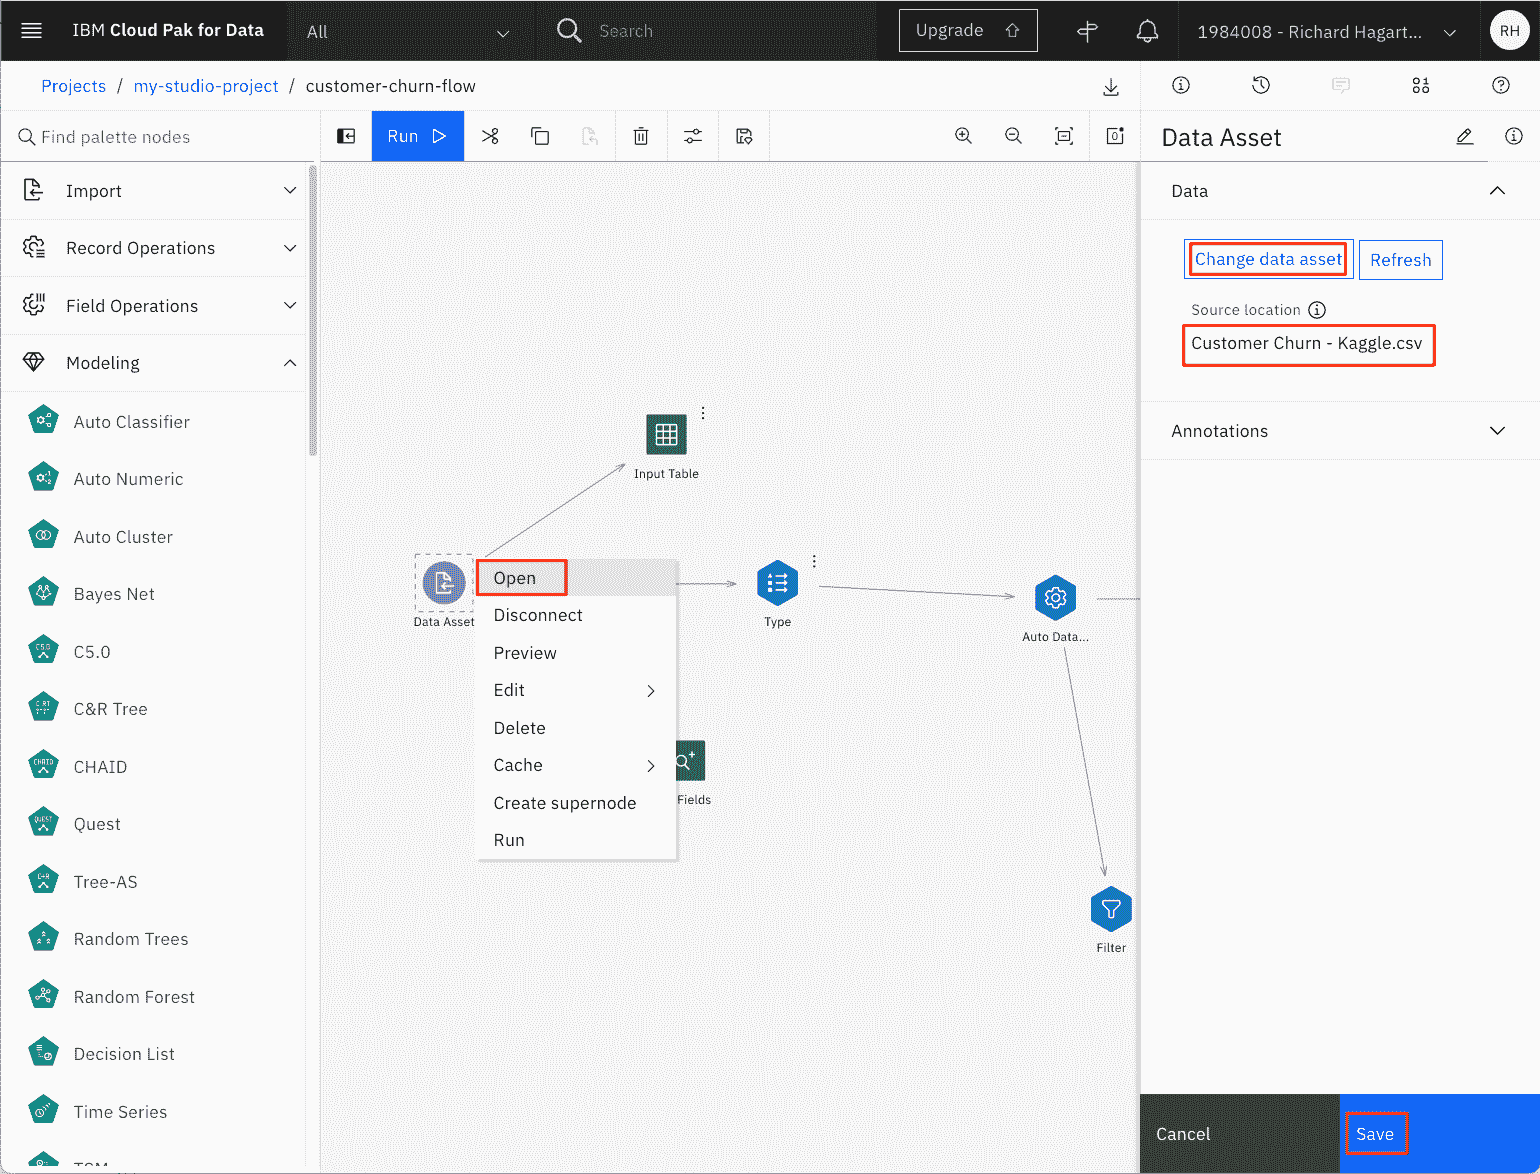 IBM Cloud Pak for Data
All
Search
Upgrade
1984008 - Richard Hagart...
RH
Projects / my-studio-project / customer-churn-flow
Find palette nodes
Run
Data Asset
Import
Record Operations
Field Operations
Modeling
Auto Classifier
Auto Numeric
Auto Cluster
Bayes Net
C5.0
C5.0
C&R Tree
CHAID
CHAID
QUEST
Quest
Tree-AS
Random Trees
Random Forest
Decision List
Time Series
Input Table
Data Asset
Open
Disconnect
Preview
Edit
Delete
Cache
Create supernode
Run
Fields
Type
Auto Data...
Filter
Data
Change data asset
Refresh
Source location
Customer Churn - Kaggle.csv
Annotations
Cancel
Save